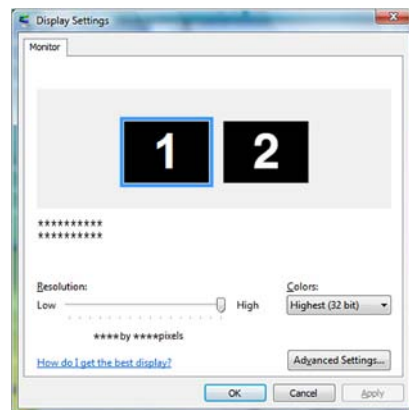 Display Settings
Monitor
1 2
**********
**********
Resolution:
Low High
****by ****pixels
Colors:
Highest (32 bit)
How do I get the best display?
Advanced Settings...
OK Cancel Apply